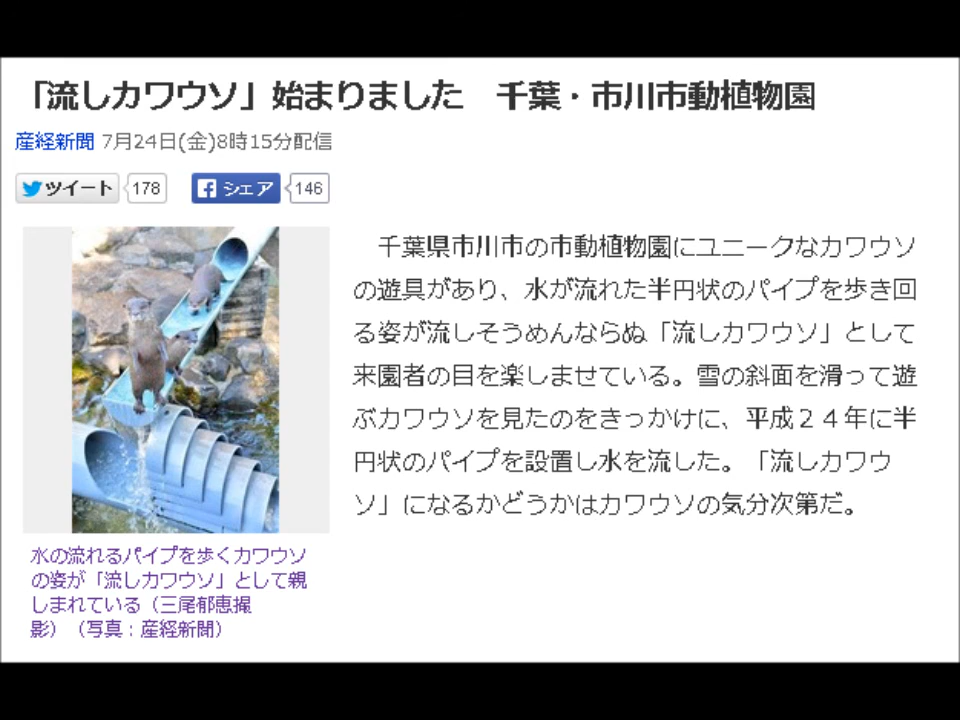 「流しカワウソ」始まりました　千葉・市川市動植物園
産経新聞 7月24日(金)8時15分配信
ツイート 178 シェア 146
千葉県市川市の市動植物園にユニークなカワウソ
の遊具があり、水が流れた半円状のパイプを歩き回
る姿が流しそうめんならぬ「流しカワウソ」として
来園者の目を楽しませている。雪の斜面を滑って遊
ぶカワウソを見たのをきっかけに、平成２４年に半
円状のパイプを設置し水を流した。「流しカワウ
ソ」になるかどうかはカワウソの気分次第だ。
水の流れるパイプを歩くカワウソ
の姿が「流しカワウソ」として親
しまれている（三尾郁恵撮
影）（写真：産経新聞）